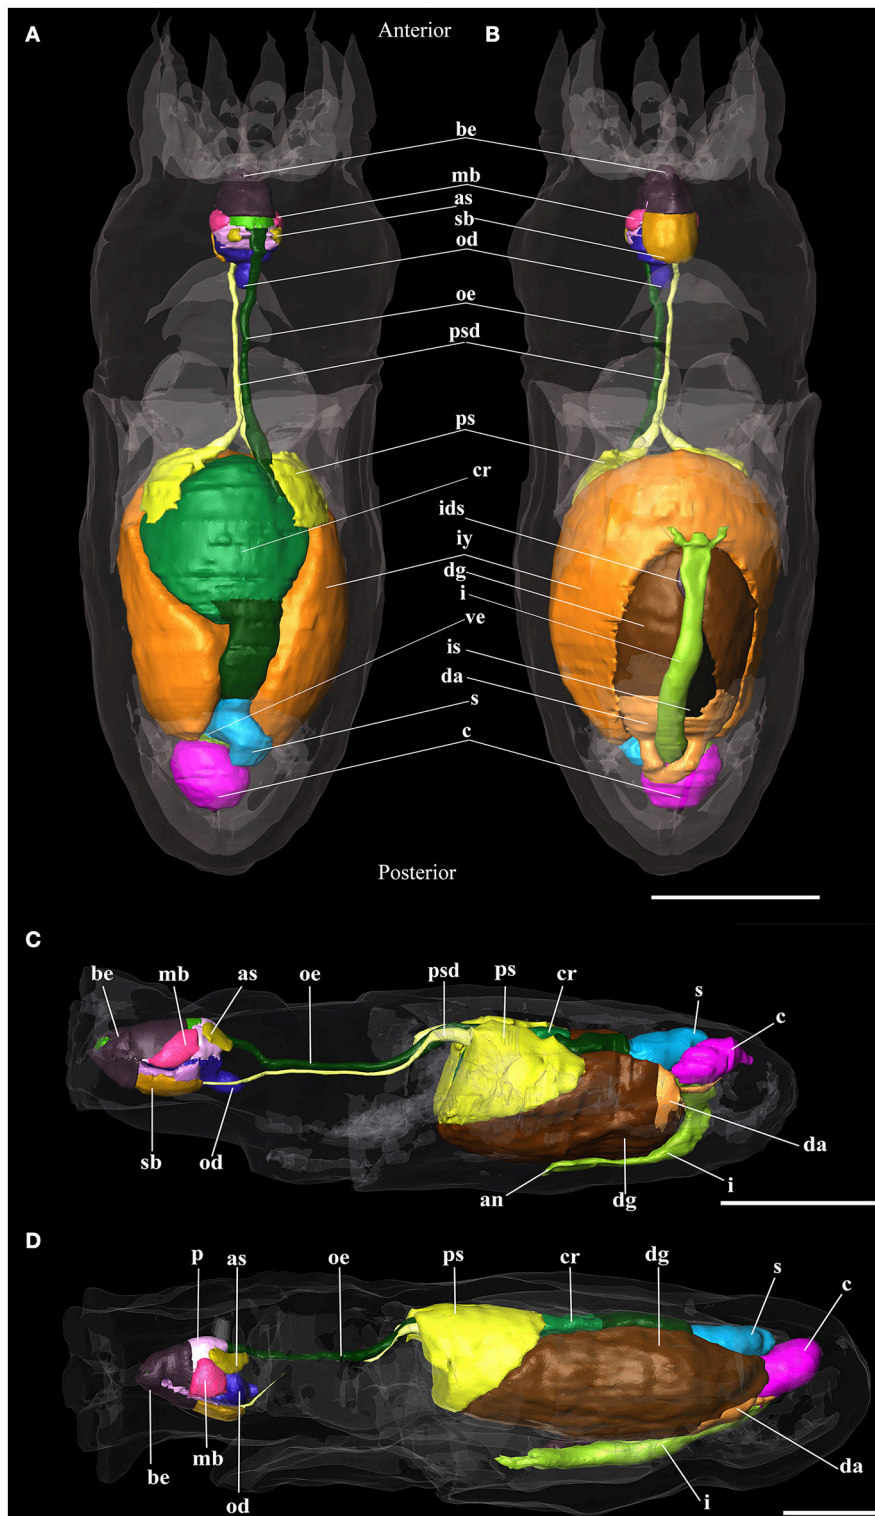 A
Anterior
B
be
mb
as
sb
od
oe
psd
ps
cr
ids
iy
dg
i
ve
is
da
s
c
Posterior
C
be
mb
as
oe
psd
ps
cr
s
c
sb
od
an
dg
i
da
D
p
as
oe
ps
cr
dg
s
c
be
mb
od
i
da